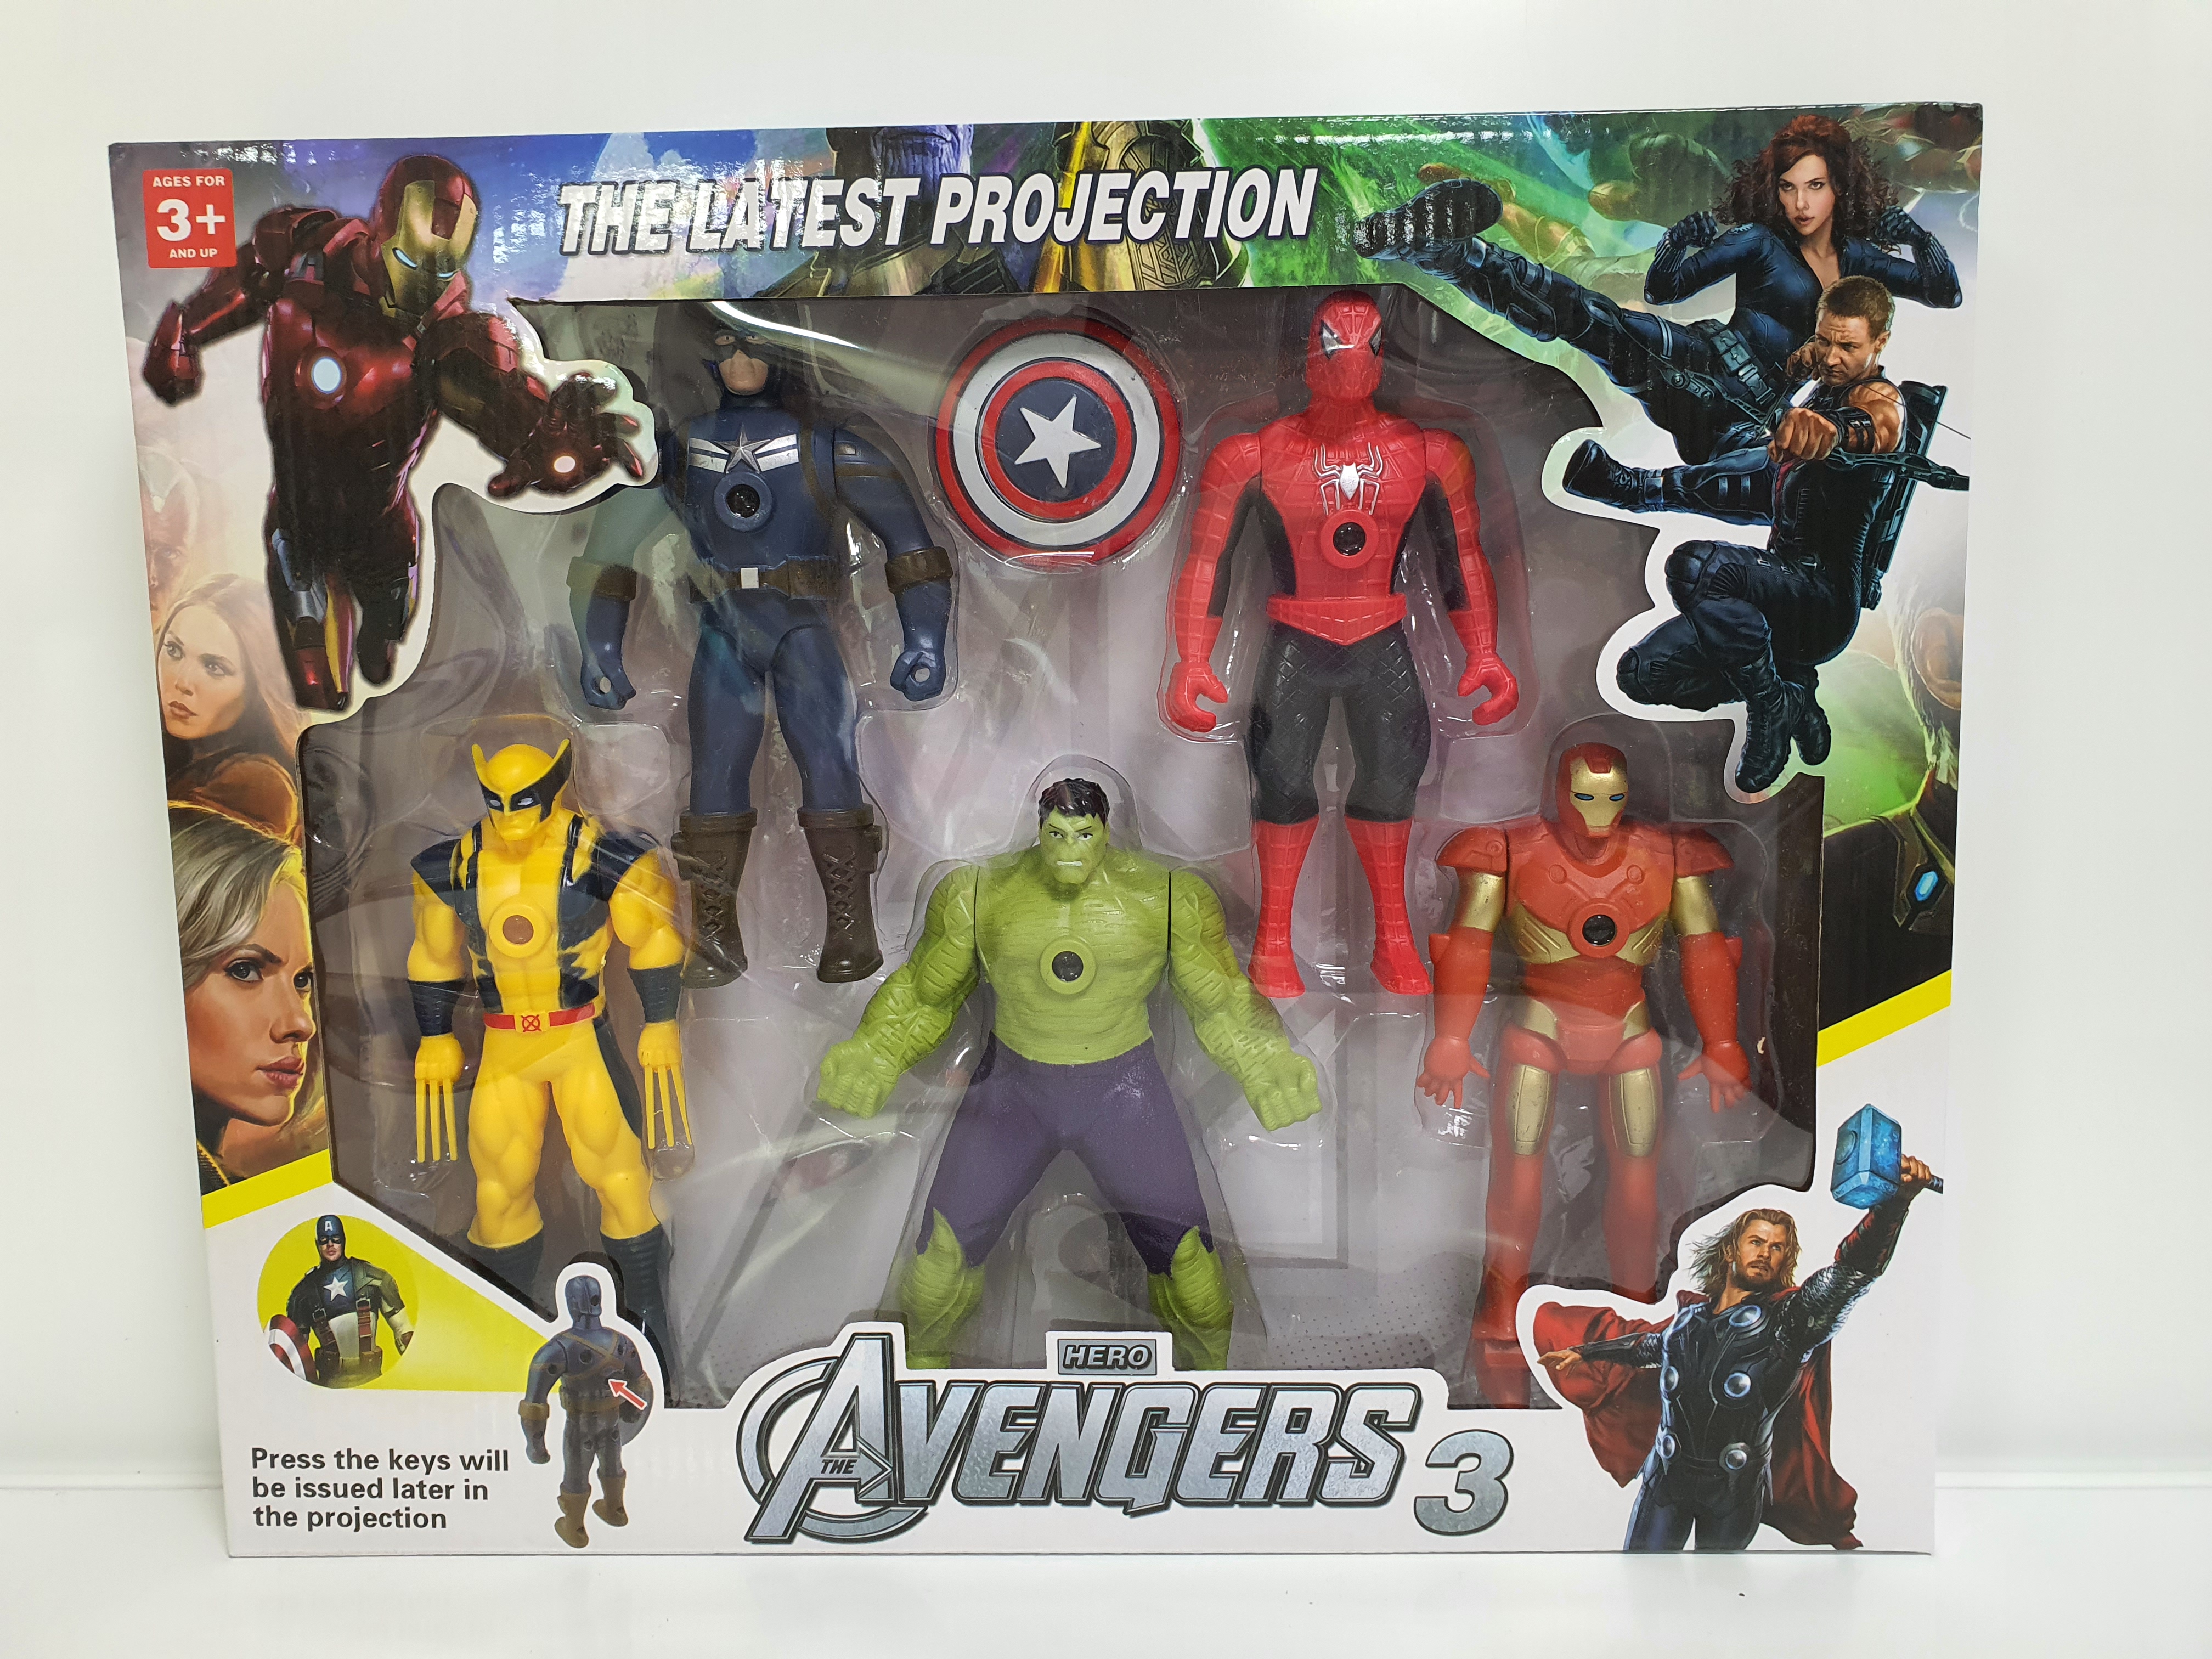 AGES FOR
3+
AND UP
THE LATEST PROJECTION
A
HERO
THE AVENGERS 3
Press the keys will
be issued later in
the projection